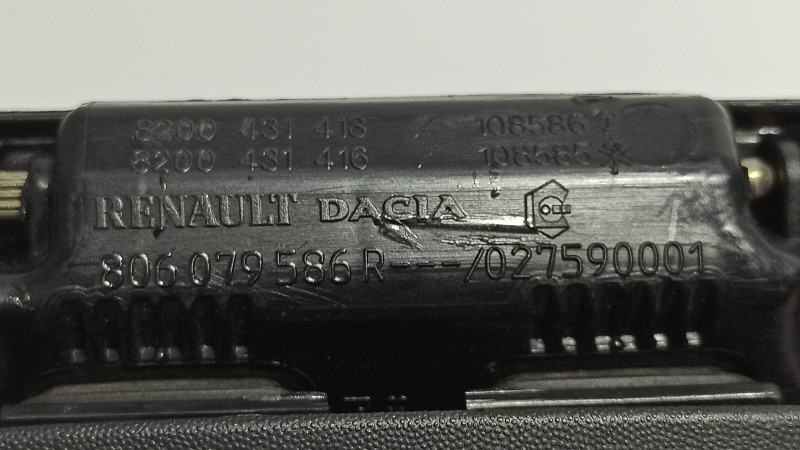 8200 431 418 / 108586
8200 431 416 / 108585 *
RENAULT DACIA
806 079 586 R---/027590001